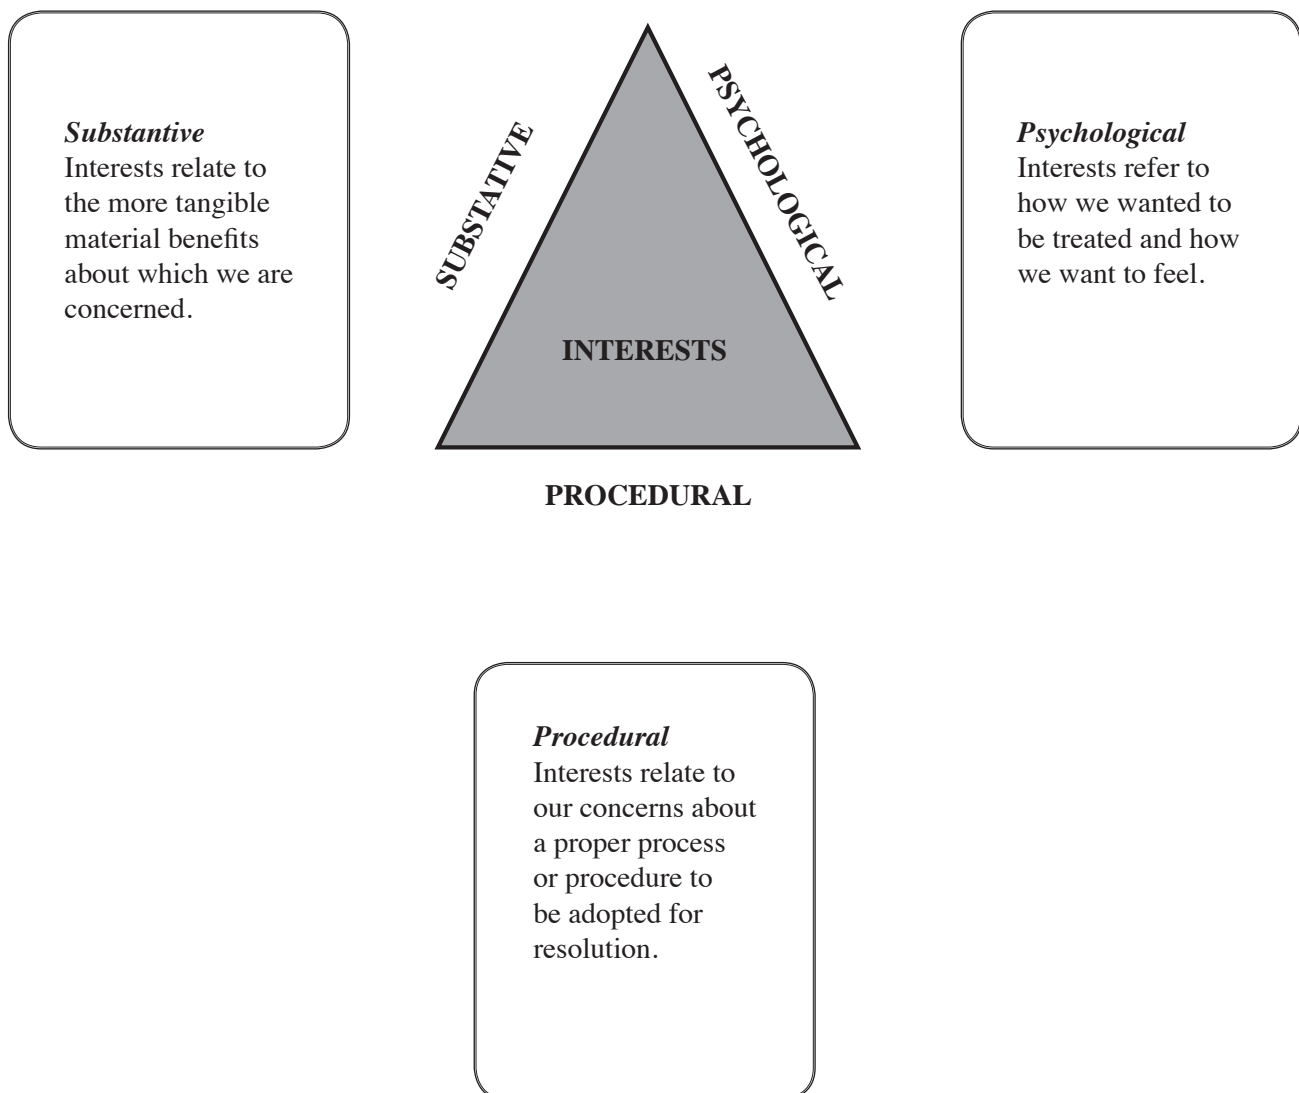 Substantive
Interests relate to
the more tangible
material benefits
about which we are
concerned.
SUBSTATIVE
PSYCHOLOGICAL
INTERESTS
PROCEDURAL
Psychological
Interests refer to
how we wanted to
be treated and how
we want to feel.
Procedural
Interests relate to
our concerns about
a proper process
or procedure to
be adopted for
resolution.